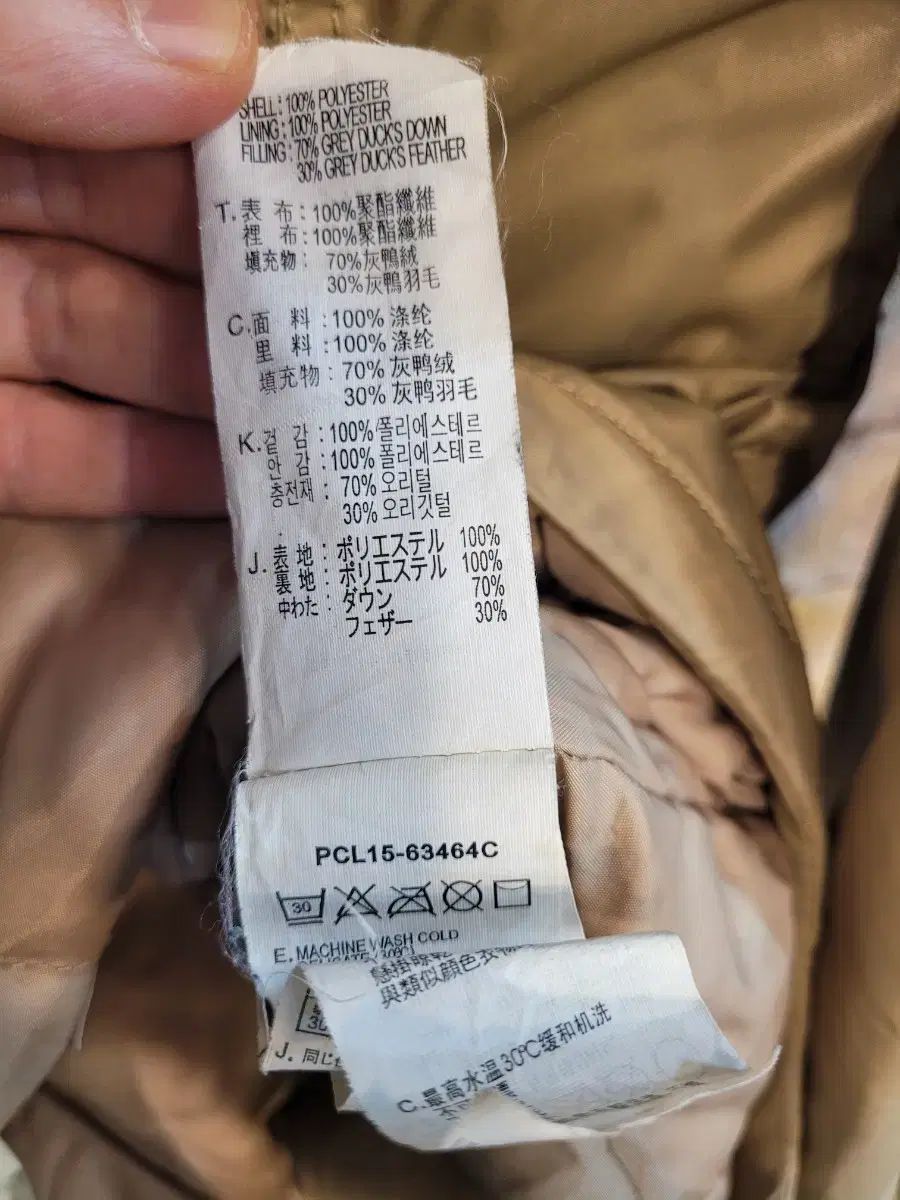 SHELL : 100% POLYESTER
LINING : 100% POLYESTER
FILLING : 70% GREY DUCK'S DOWN
30% GREY DUCK'S FEATHER
T. 表 布 : 100%聚酯纖維
裡 布 : 100%聚酯纖維
填充物 : 70%灰鴨絨
30%灰鴨羽毛
C. 面 料 : 100% 涤纶
里 料 : 100% 涤纶
填充物 : 70% 灰鸭绒
30% 灰鸭羽毛
K. 겉 감 : 100% 폴리에스테르
안 감 : 100% 폴리에스테르
충전재 : 70% 오리털
30% 오리깃털
J. 表 地 : ポリエステル 100%
裏 地 : ポリエステル 100%
中わた : ダウン 70%
フェザー 30%
PCL15-63464C
30
E. MACHINE WASH COLD
與類似顏色衣物
C.最高水温30℃缓和机洗
30
J. 同じ